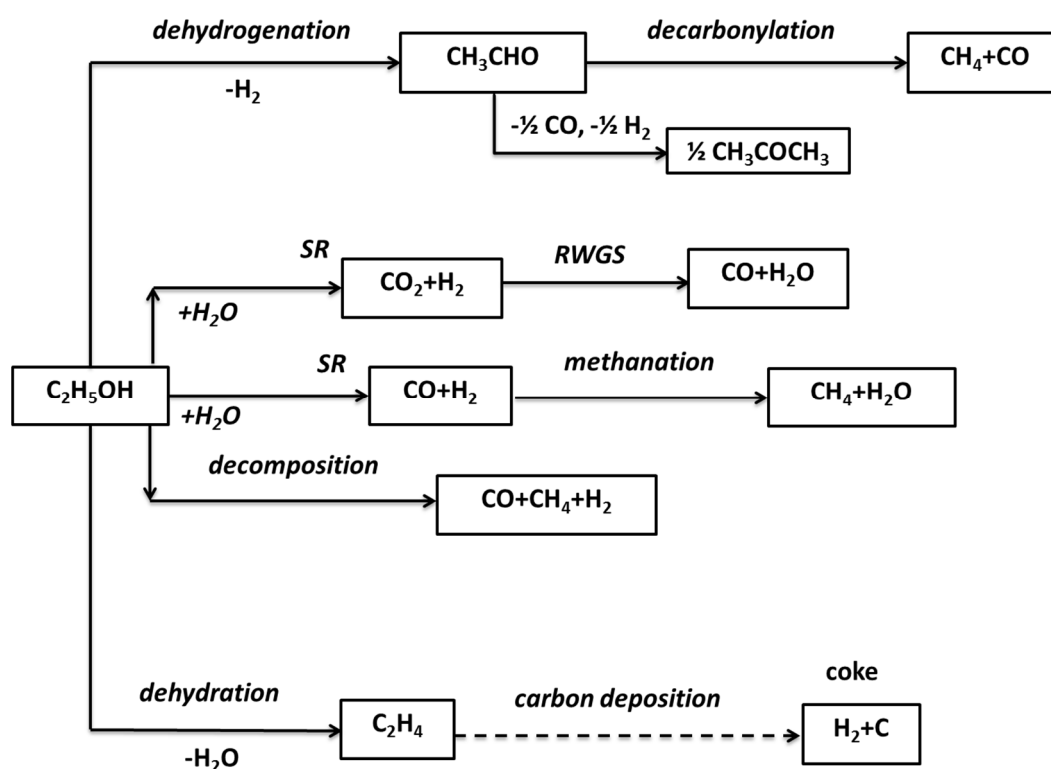 dehydrogenation
-H₂
CH₃CHO
decarbonylation
CH₄+CO
-½ CO, -½ H₂
½ CH₃COCH₃
SR
+H₂O
CO₂+H₂
RWGS
CO+H₂O
C₂H₅OH
SR
+H₂O
CO+H₂
methanation
CH₄+H₂O
decomposition
CO+CH₄+H₂
dehydration
-H₂O
C₂H₄
carbon deposition
coke
H₂+C